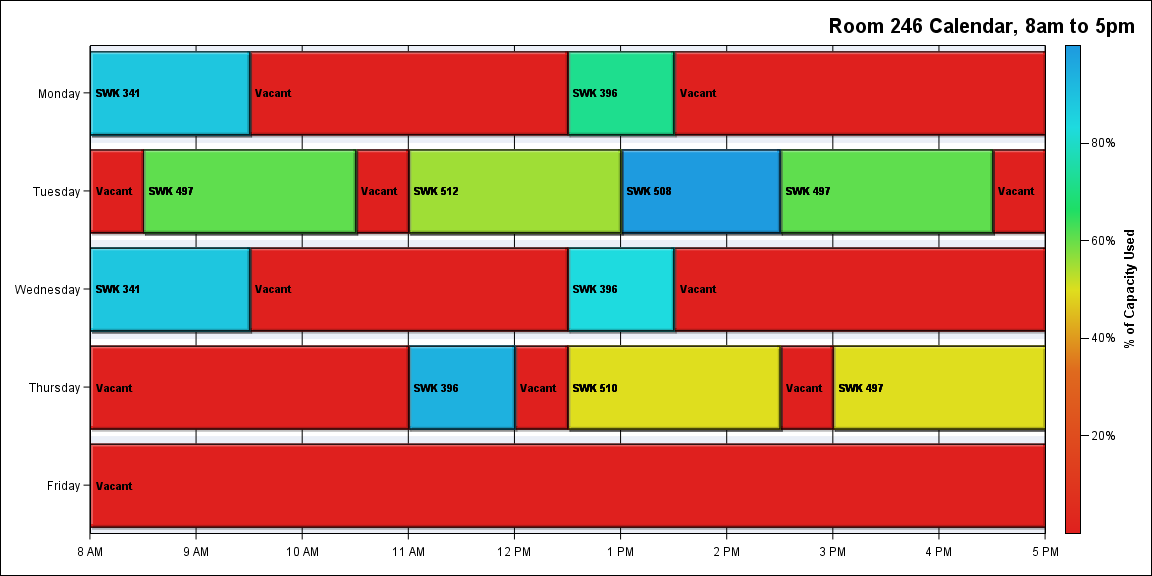 Room 246 Calendar, 8am to 5pm
Monday
SWK 341
Vacant
SWK 396
Vacant
Tuesday
Vacant
SWK 497
Vacant
SWK 512
SWK 508
SWK 497
Vacant
Wednesday
SWK 341
Vacant
SWK 396
Vacant
Thursday
Vacant
SWK 396
Vacant
SWK 510
Vacant
SWK 497
Friday
Vacant
8 AM
9 AM
10 AM
11 AM
12 PM
1 PM
2 PM
3 PM
4 PM
5 PM
80%
60%
40%
20%
% of Capacity Used